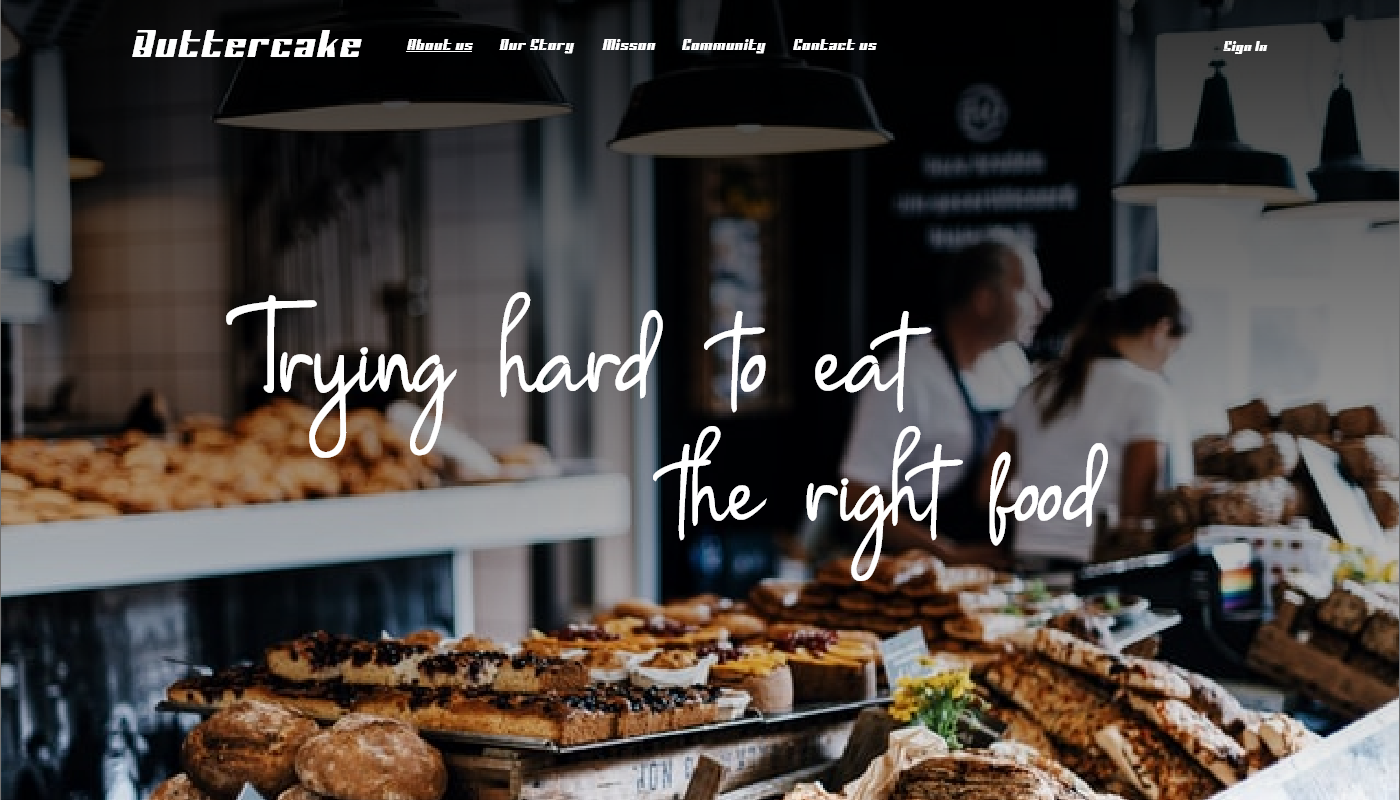 Buttercake About us Our Story Misson Community Contact us Sign In
Trying hard to eat
the right food